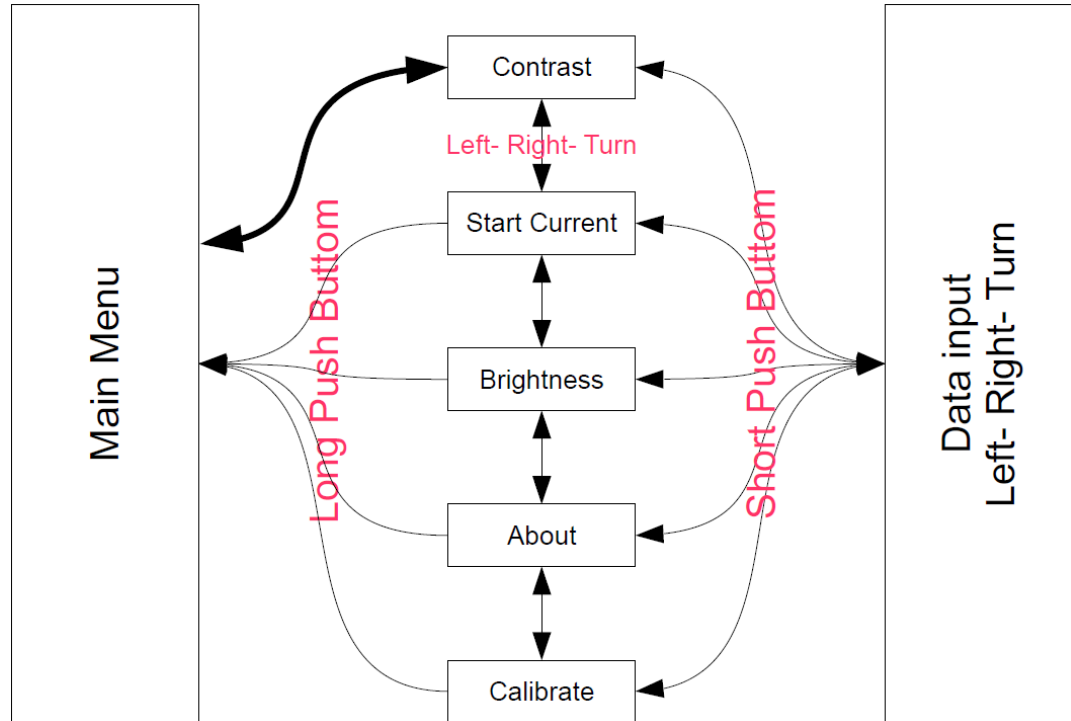 Main Menu
Long Push Buttom
Contrast
Left- Right- Turn
Start Current
Brightness
About
Calibrate
Short Push Buttom
Data input
Left- Right- Turn